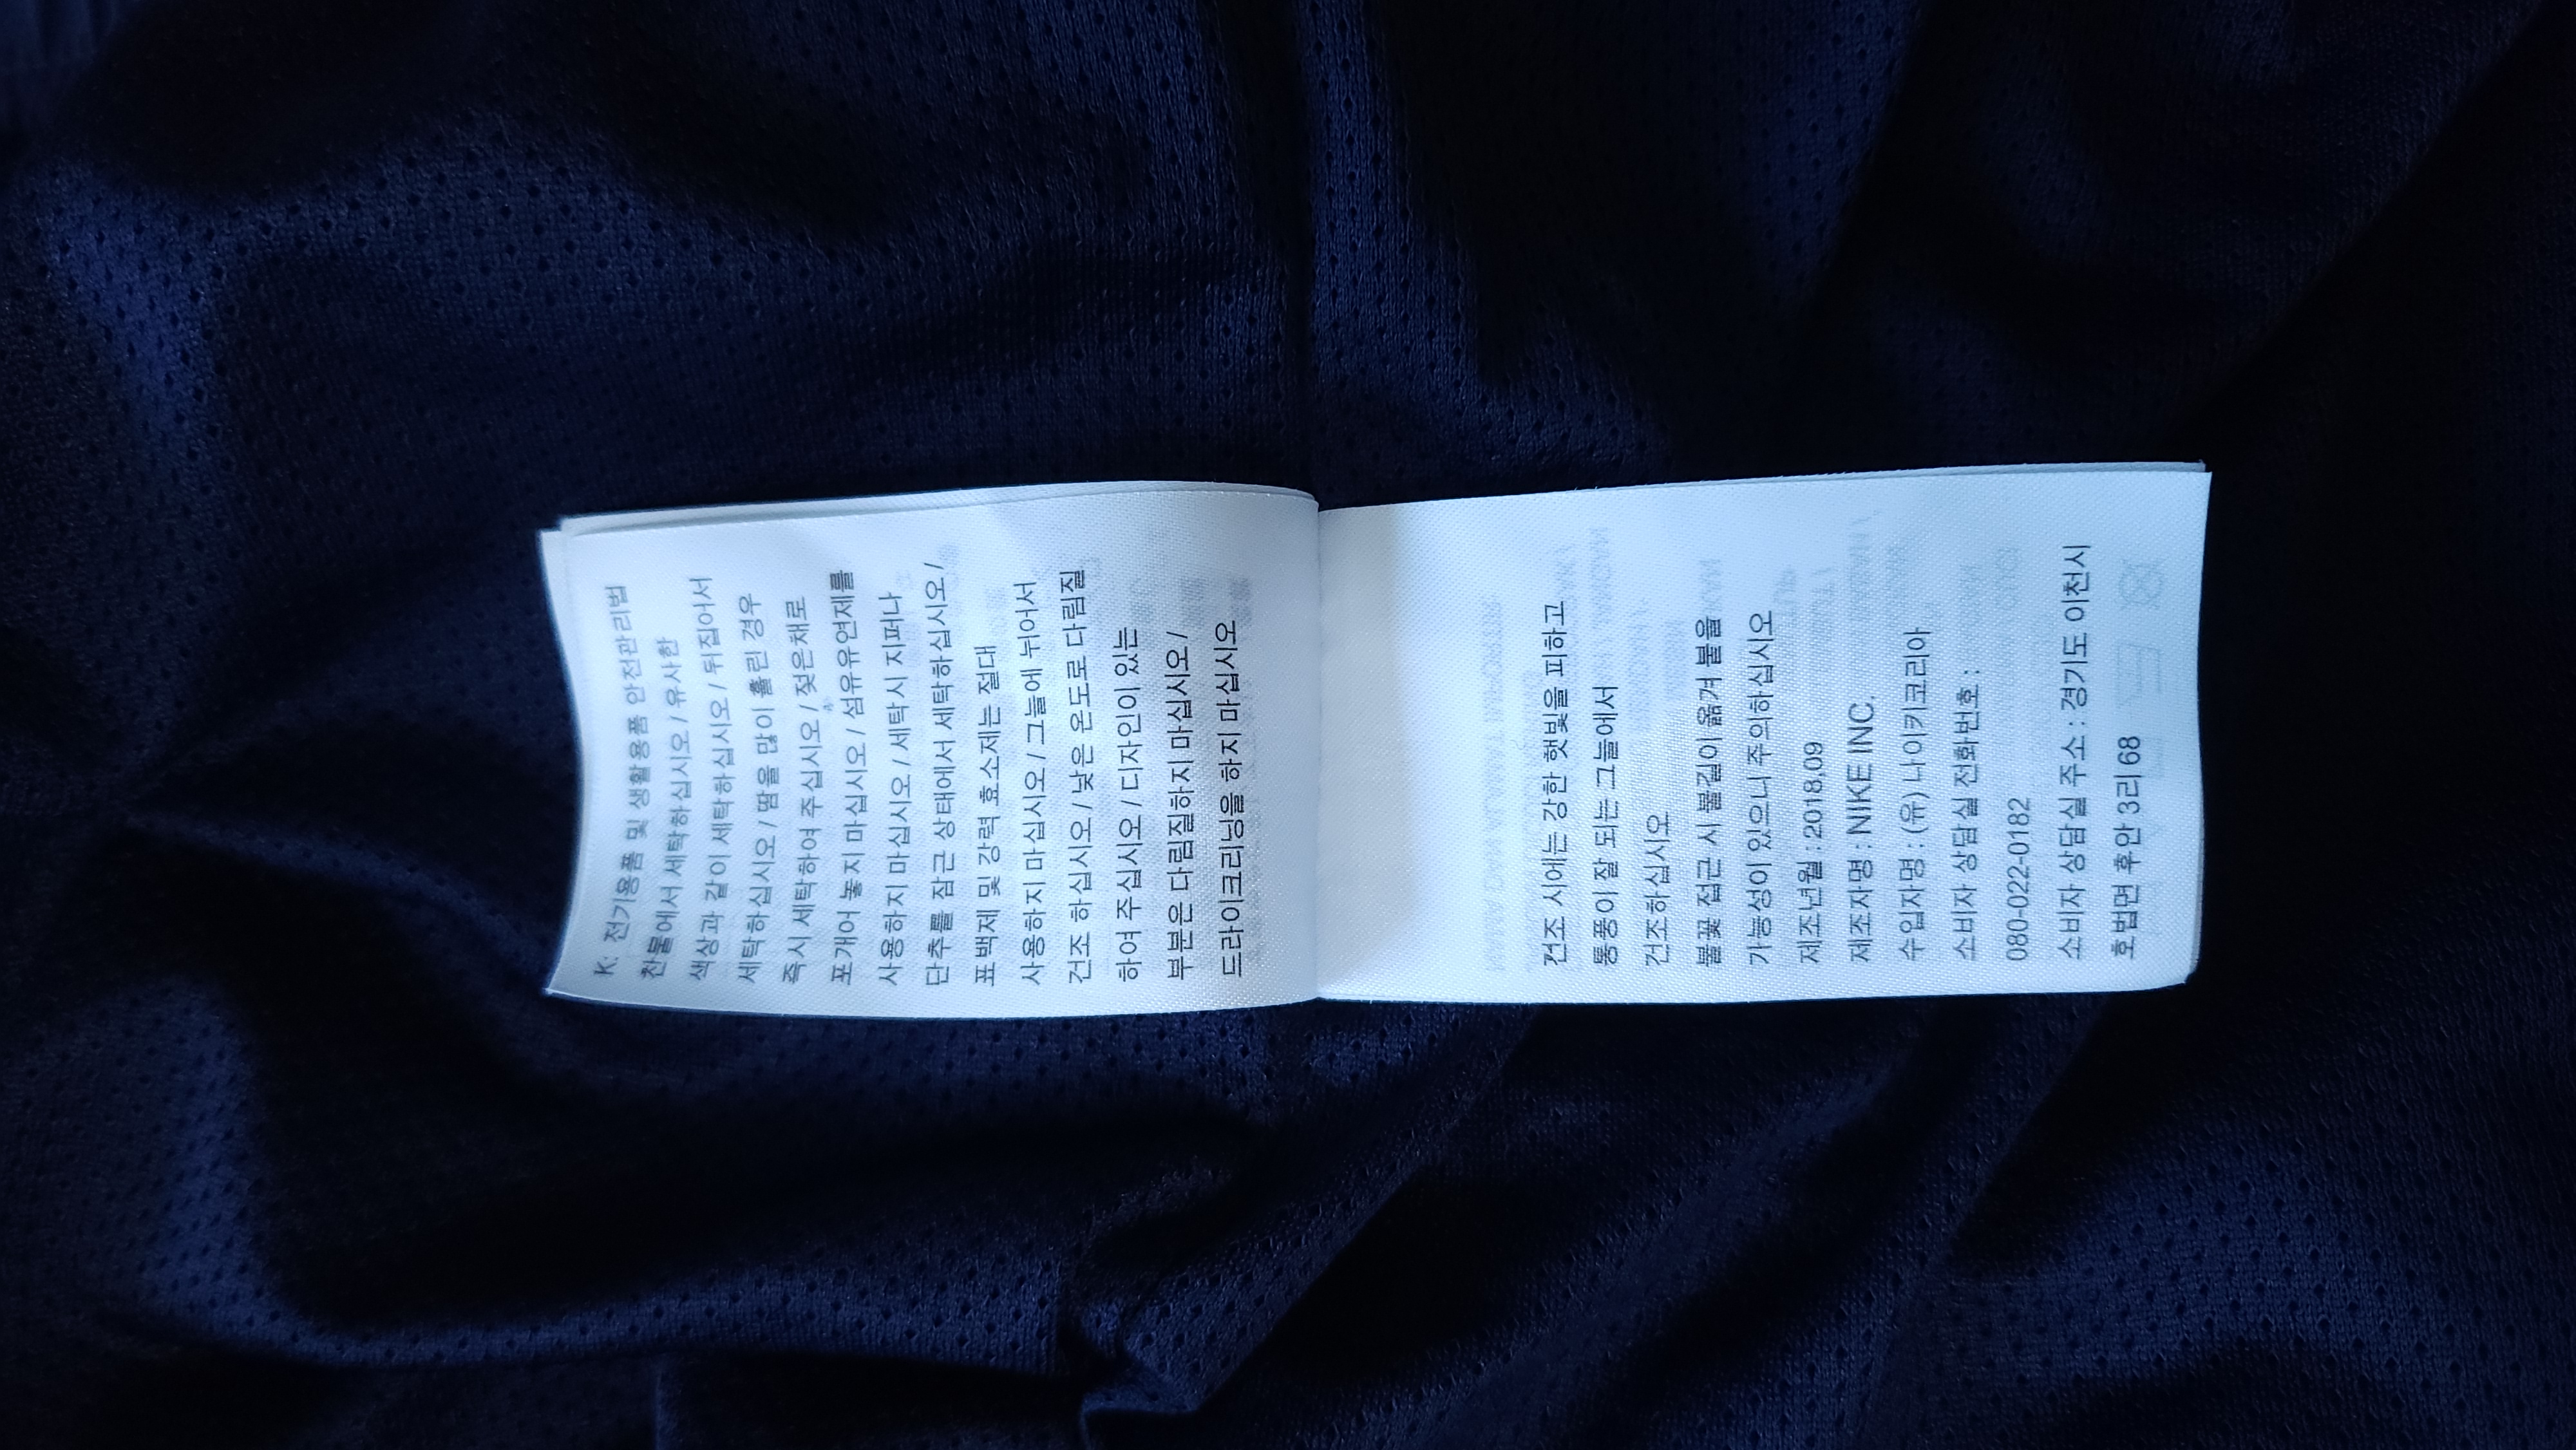 K: 전기용품 및 생활용품 안전관리법
찬물에서 세탁하십시오 / 유사한
색상과 같이 세탁하십시오 / 뒤집어서
세탁하십시오 / 땀을 많이 흘린 경우
즉시 세탁하여 주십시오 / 젖은채로
포개어 놓지 마십시오 / 섬유유연제를
사용하지 마십시오 / 세탁시 지퍼나
단추를 잠근 상태에서 세탁하십시오 /
표백제 및 강력 효소제는 절대
사용하지 마십시오 / 그늘에 뉘어서
건조 하십시오 / 낮은 온도로 다림질
하여 주십시오 / 디자인이 있는
부분은 다림질하지 마십시오 /
드라이크리닝을 하지 마십시오
건조 시에는 강한 햇빛을 피하고
통풍이 잘 되는 그늘에서
건조하십시오
불꽃 접근 시 불길이 옮겨 붙을
가능성이 있으니 주의하십시오
제조년월 : 2018.09
제조자명 : NIKE INC.
수입자명 : (유) 나이키코리아
소비자 상담실 전화번호 :
080-022-0182
소비자 상담실 주소 : 경기도 이천시
호법면 후안 3리 68